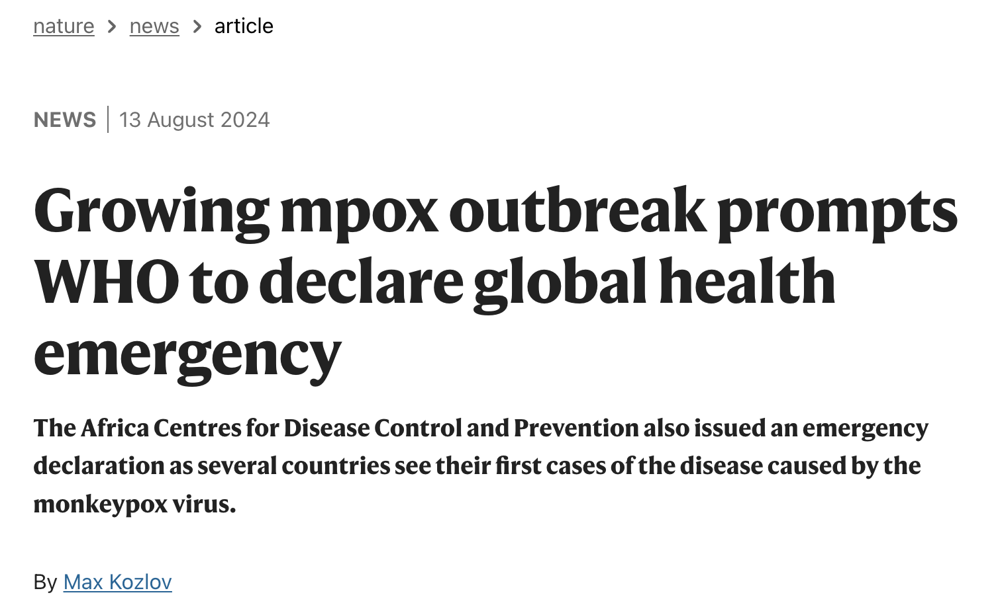 nature > news > article
NEWS | 13 August 2024
Growing mpox outbreak prompts
WHO to declare global health
emergency
The Africa Centres for Disease Control and Prevention also issued an emergency
declaration as several countries see their first cases of the disease caused by the
monkeypox virus.
By Max Kozlov